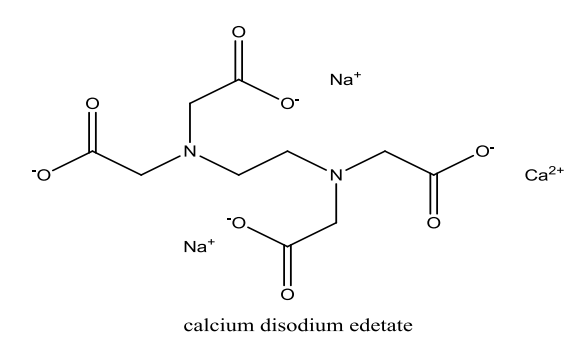 O
Na⁺
O
O⁻
⁻O
N
N
O⁻
Ca²⁺
⁻O
O
Na⁺
O
calcium disodium edetate